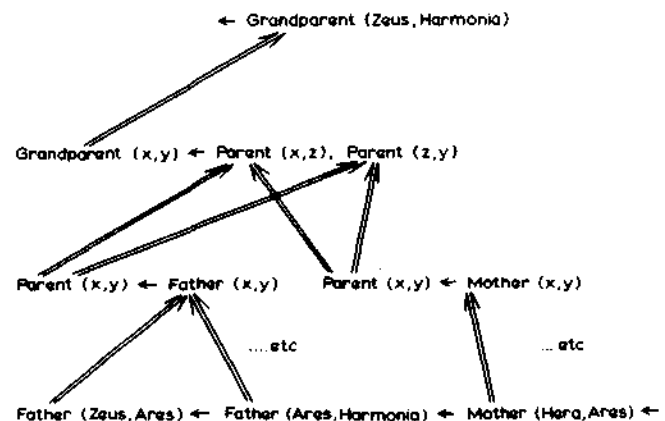 ← Grandparent (Zeus, Harmonia)
Grandparent (x,y) ← Parent (x,z), Parent (z,y)
Parent (x,y) ← Father (x,y) Parent (x,y) ← Mother (x,y)
....etc ...etc
Father (Zeus, Ares) ← Father (Ares, Harmonia) ← Mother (Hera, Ares) ←